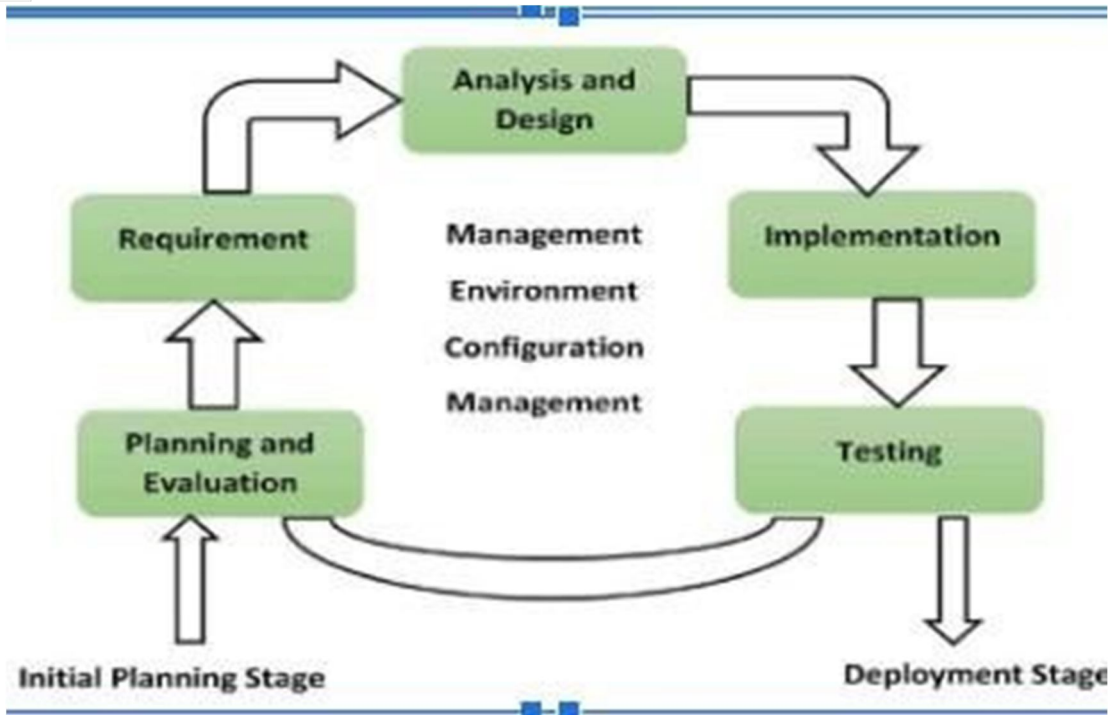 Analysis and
Design
Requirement
Implementation
Management
Environment
Configuration
Management
Planning and
Evaluation
Testing
Initial Planning Stage
Deployment Stage